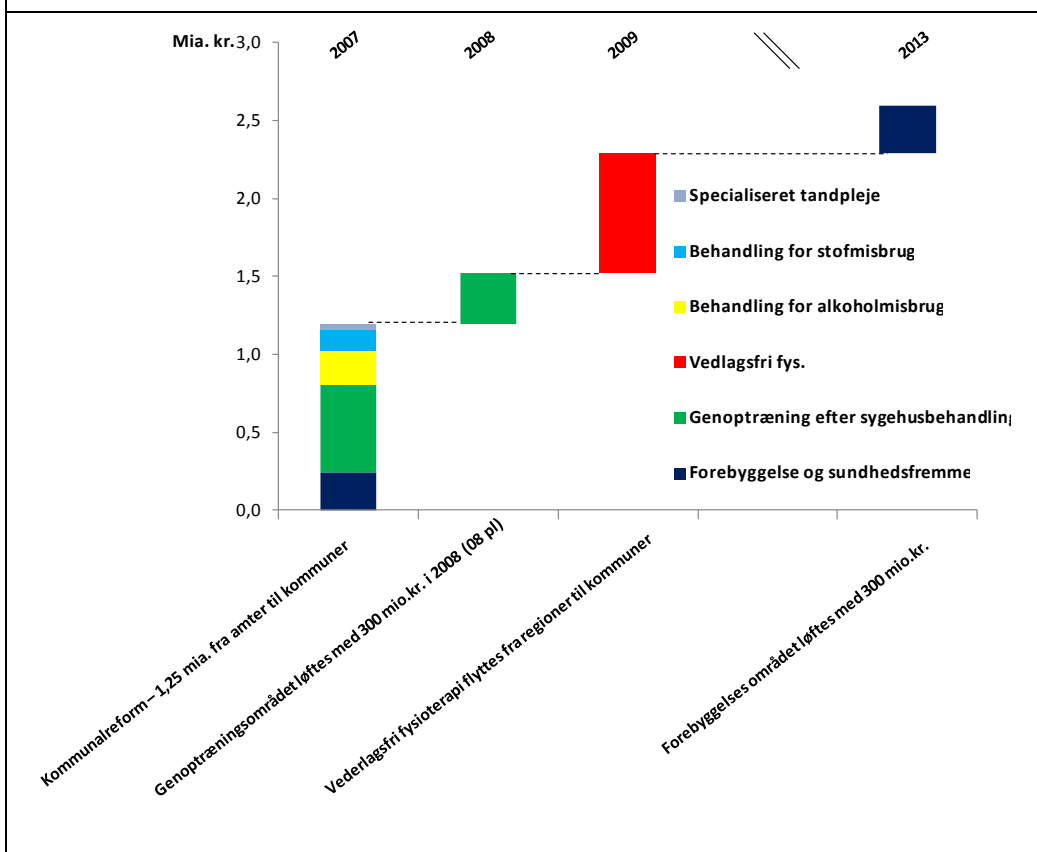 Mia. kr.
2007
2008
2009
2013
3,0
2,5
2,0
1,5
1,0
0,5
0,0
Specialiseret tandpleje
Behandling for stofmisbrug
Behandling for alkoholmisbrug
Vedlagsfri fys.
Genoptræning efter sygehusbehandling
Forebyggelse og sundhedsfremme
Kommunalreform – 1,25 mia. fra amter til kommuner
Genoptræningsområdet løftes med 300 mio.kr. i 2008 (08 pl)
Vederlagsfri fysioterapi flyttes fra regioner til kommuner
Forebyggelses området løftes med 300 mio.kr.